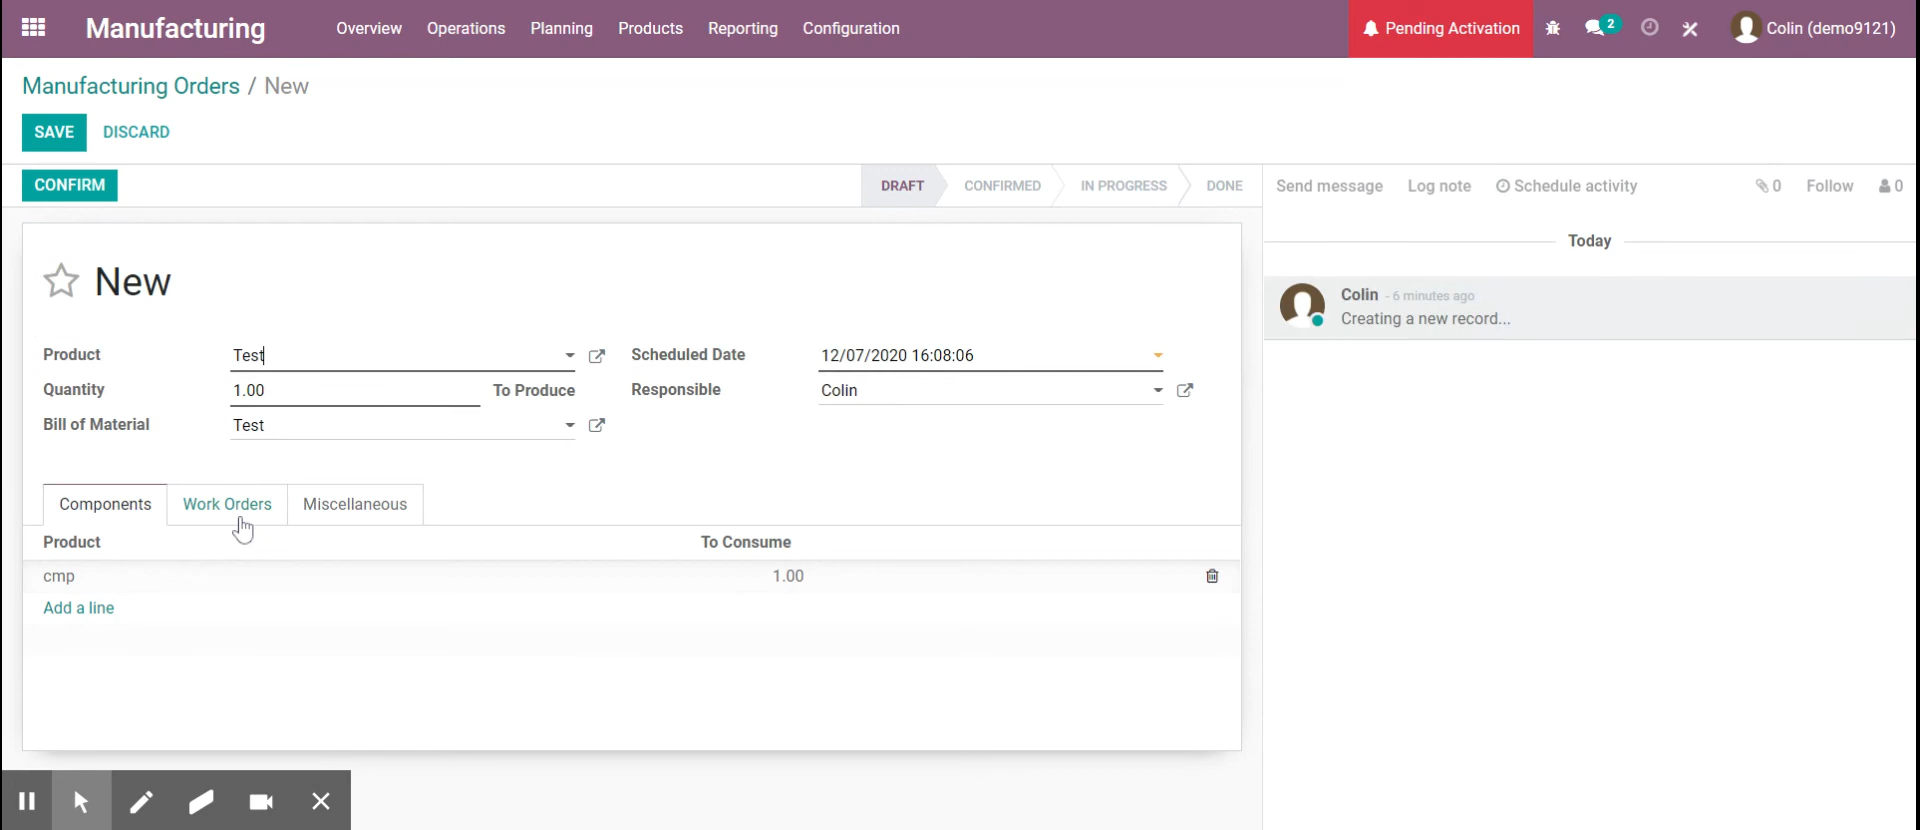 Manufacturing Overview Operations Planning Products Reporting Configuration Pending Activation 2 Colin (demo9121)
Manufacturing Orders / New
SAVE DISCARD
CONFIRM DRAFT CONFIRMED IN PROGRESS DONE Send message Log note Schedule activity 0 Follow 0
Today
New
Colin - 6 minutes ago
Creating a new record...
Product Test Scheduled Date 12/07/2020 16:08:06
Quantity 1.00 To Produce Responsible Colin
Bill of Material Test
Components Work Orders Miscellaneous
Product To Consume
cmp 1.00
Add a line